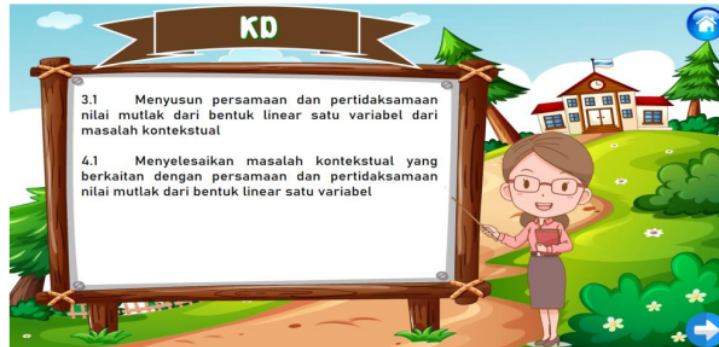 KD
3.1 Menyusun persamaan dan pertidaksamaan
nilai mutlak dari bentuk linear satu variabel dari
masalah kontekstual
4.1 Menyelesaikan masalah kontekstual yang
berkaitan dengan persamaan dan pertidaksamaan
nilai mutlak dari bentuk linear satu variabel